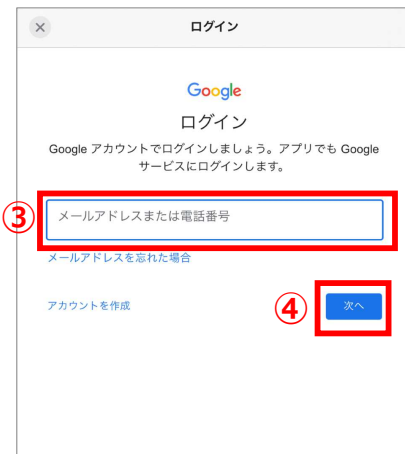 ログイン
Google
ログイン
Google アカウントでログインしましょう。アプリでも Google
サービスにログインします。
③
メールアドレスまたは電話番号
メールアドレスを忘れた場合
アカウントを作成
④
次へ